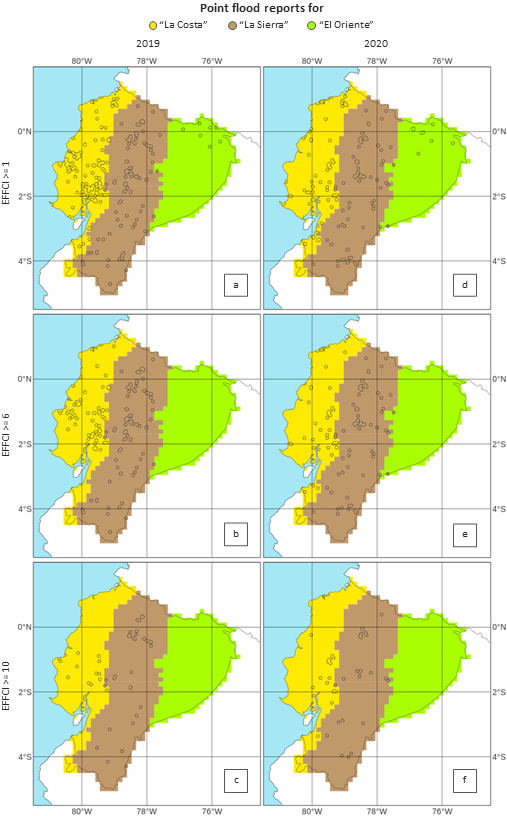 Point flood reports for
"La Costa" "La Sierra" "El Oriente"
2019 2020
80°W 78°W 76°W 80°W 78°W 76°W
EFFCI >= 1
0°N 0°N
2°S 2°S
4°S 4°S
a d
EFFCI >= 6
0°N 0°N
2°S 2°S
4°S 4°S
b e
EFFCI >= 10
0°N 0°N
2°S 2°S
4°S 4°S
c f
80°W 78°W 76°W 80°W 78°W 76°W